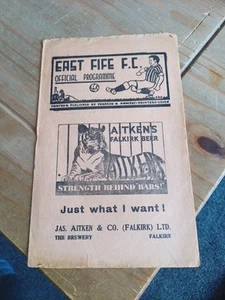 EAST FIFE F.C.
OFFICIAL PROGRAMME
AITKEN'S
FALKIRK BEER
AITKEN
STRENGTH BEHIND BARS!
Just what I want!
JAS. AITKEN & CO. (FALKIRK) LTD.
THE BREWERY FALKIRK